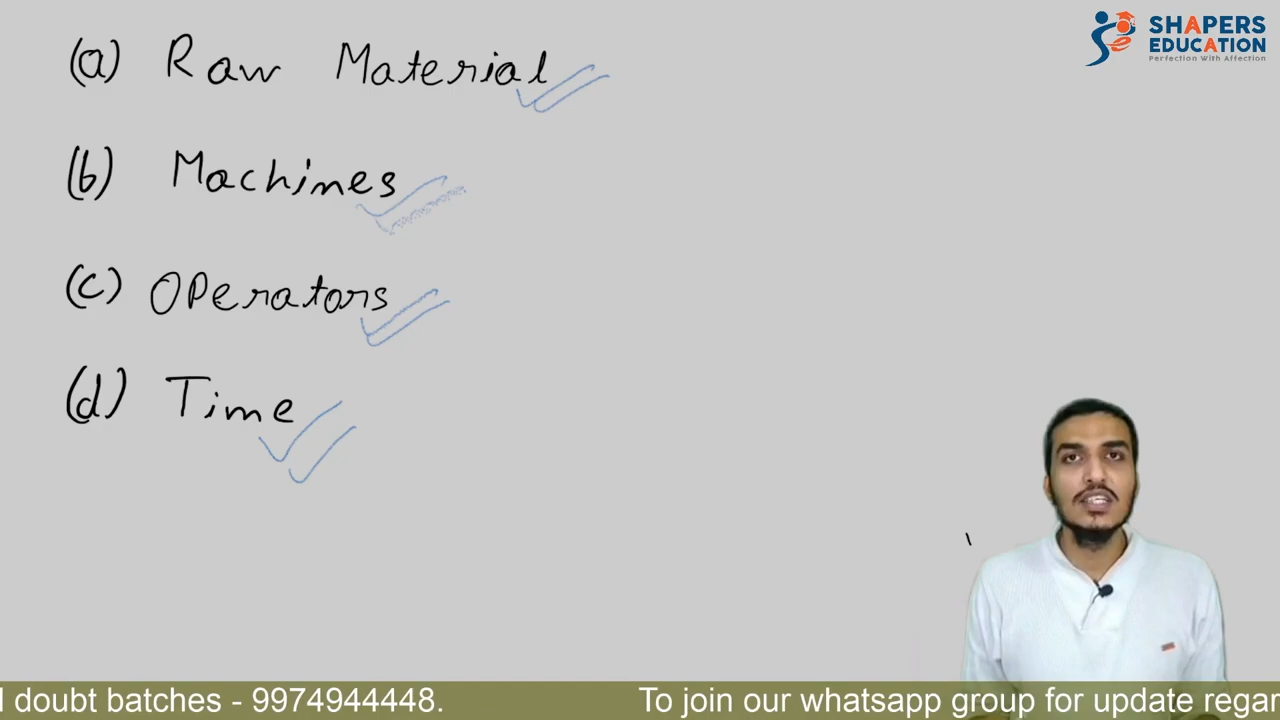 SHAPERS
EDUCATION
Perfection With Affection
(a) Raw Material
(b) Machines
(c) Operators
(d) Time
doubt batches - 9974944448. To join our whatsapp group for update